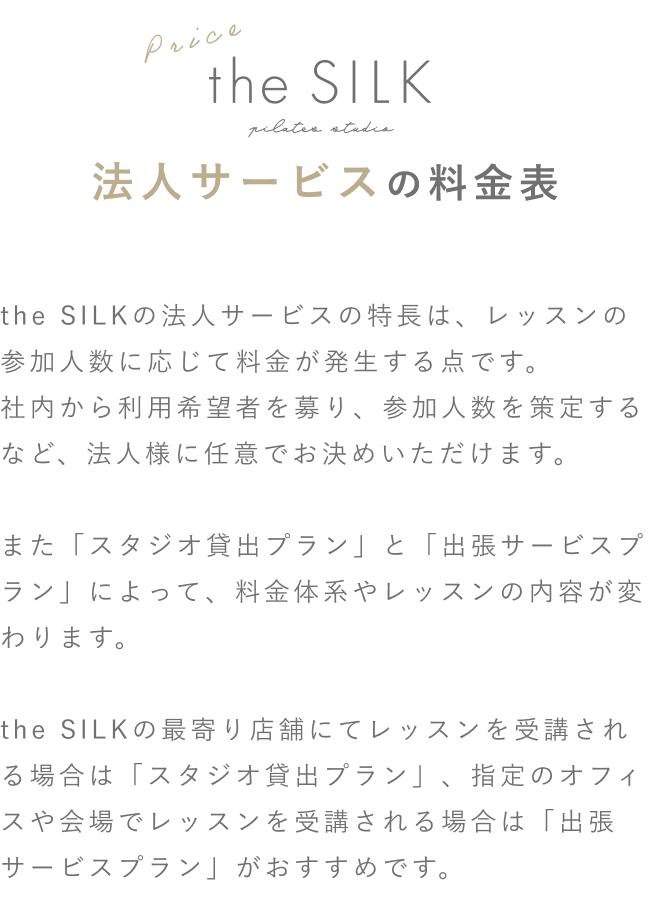 Price
the SILK
pilates studio
法人サービスの料金表
the SILKの法人サービスの特長は、レッスンの
参加人数に応じて料金が発生する点です。
社内から利用希望者を募り、参加人数を策定する
など、法人様に任意でお決めいただけます。
また「スタジオ貸出プラン」と「出張サービスプ
ラン」によって、料金体系やレッスンの内容が変
わります。
the SILKの最寄り店舗にてレッスンを受講され
る場合は「スタジオ貸出プラン」、指定のオフィ
スや会場でレッスンを受講される場合は「出張
サービスプラン」がおすすめです。